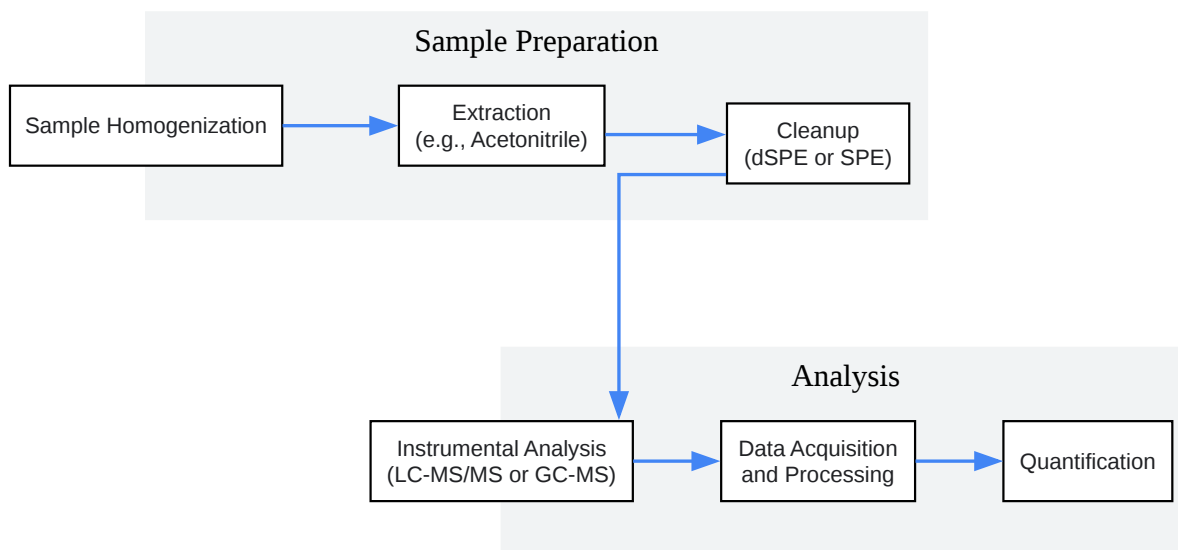 Sample Preparation
Sample Homogenization
Extraction
(e.g., Acetonitrile)
Cleanup
(dSPE or SPE)
Analysis
Instrumental Analysis
(LC-MS/MS or GC-MS)
Data Acquisition
and Processing
Quantification